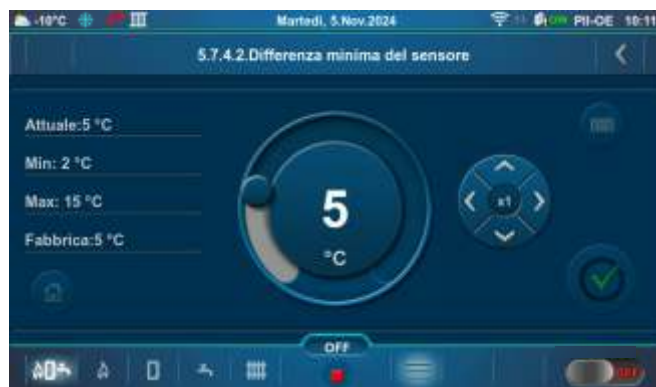 -10°C Martedì, 5.Nov.2024 PII-OE 10:11
5.7.4.2.Differenza minima del sensore
Attuale:5 °C
Min: 2 °C
Max: 15 °C
Fabbrica:5 °C
5
°C
x1
OFF
OFF